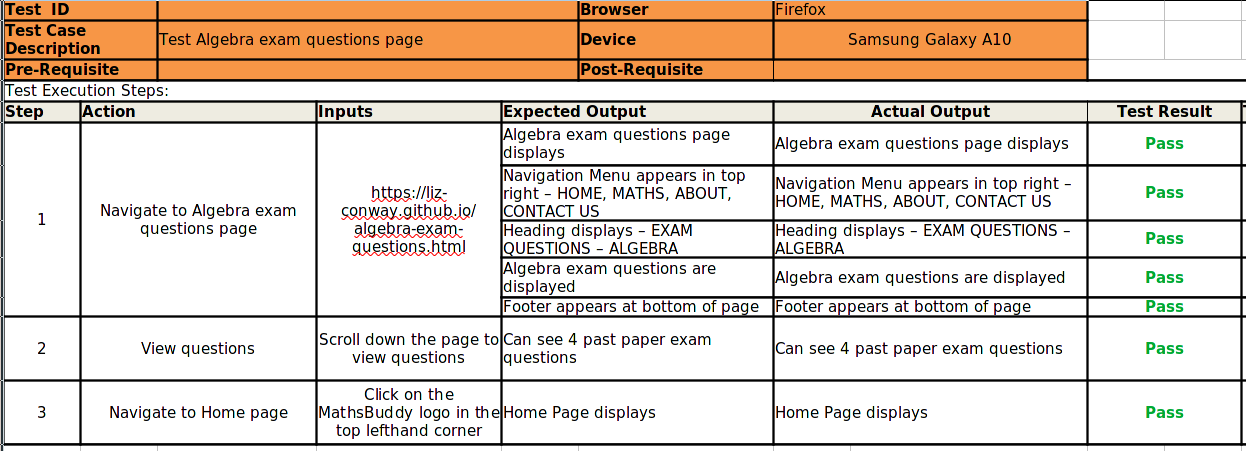 Test ID
Browser
Firefox
Test Case
Description
Test Algebra exam questions page
Device
Samsung Galaxy A10
Pre-Requisite
Post-Requisite
Test Execution Steps:
Step
Action
Inputs
Expected Output
Actual Output
Test Result
1
Navigate to Algebra exam
questions page
https://liz-
conway.github.io/
algebra-exam-
questions.html
Algebra exam questions page
displays
Algebra exam questions page displays
Pass
Navigation Menu appears in top
right – HOME, MATHS, ABOUT,
CONTACT US
Navigation Menu appears in top right –
HOME, MATHS, ABOUT, CONTACT US
Pass
Heading displays – EXAM
QUESTIONS – ALGEBRA
Heading displays – EXAM QUESTIONS –
ALGEBRA
Pass
Algebra exam questions are
displayed
Algebra exam questions are displayed
Pass
Footer appears at bottom of page
Footer appears at bottom of page
Pass
2
View questions
Scroll down the page to
view questions
Can see 4 past paper exam
questions
Can see 4 past paper exam questions
Pass
3
Navigate to Home page
Click on the
MathsBuddy logo in the
top lefthand corner
Home Page displays
Home Page displays
Pass